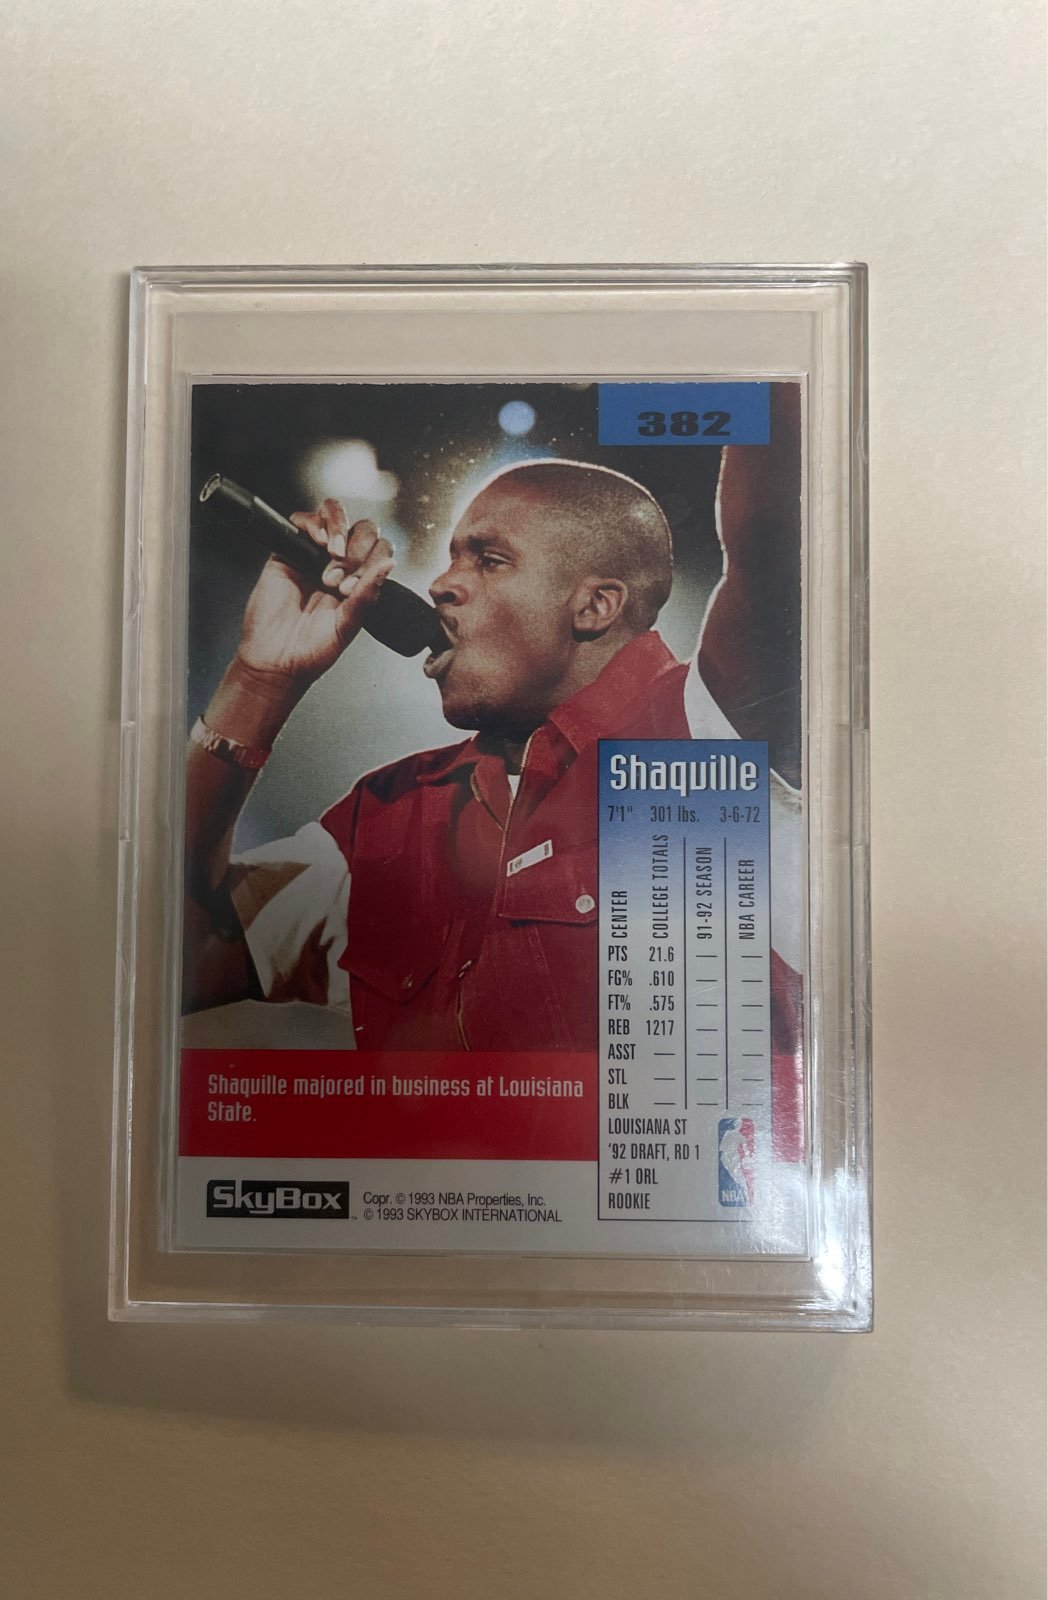 382
Shaquille
7'1" 301 lbs. 3-6-72
CENTER COLLEGE TOTALS 91-92 SEASON NBA CAREER
PTS 21.6 — —
FG% .610 — —
FT% .575 — —
REB 1217 — —
ASST — — —
STL — — —
BLK — — —
LOUISIANA ST
'92 DRAFT, RD 1
#1 ORL
ROOKIE
NBA
Shaquille majored in business at Louisiana
State.
SkyBox™
Copr. © 1993 NBA Properties, Inc.
© 1993 SKYBOX INTERNATIONAL